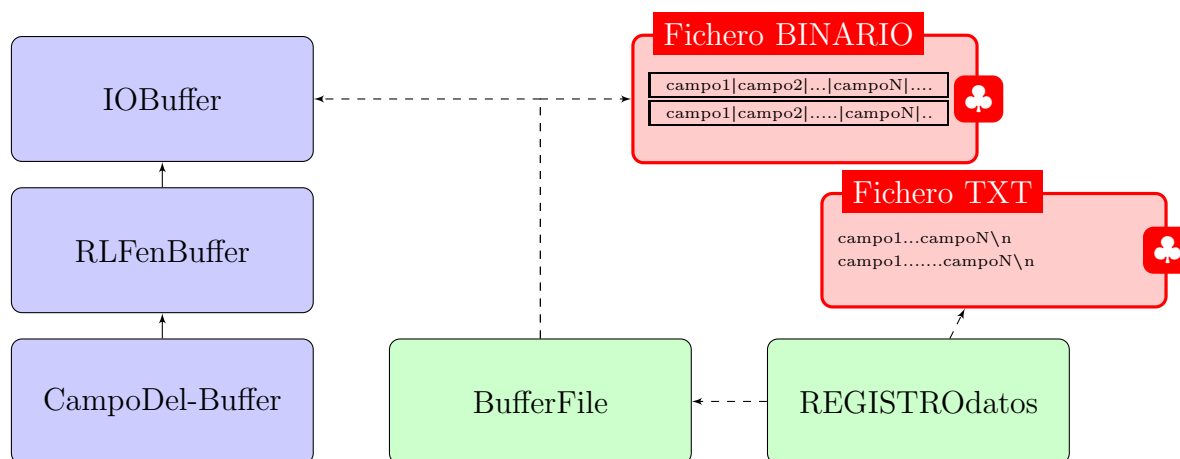 Fichero BINARIO
IOBuffer
campo1|campo2|...|campoN|....
campo1|campo2|.....|campoN|..
Fichero TXT
RLFenBuffer
campo1...campoN\n
campo1.......campoN\n
CampoDel-Buffer
BufferFile
REGISTROdatos